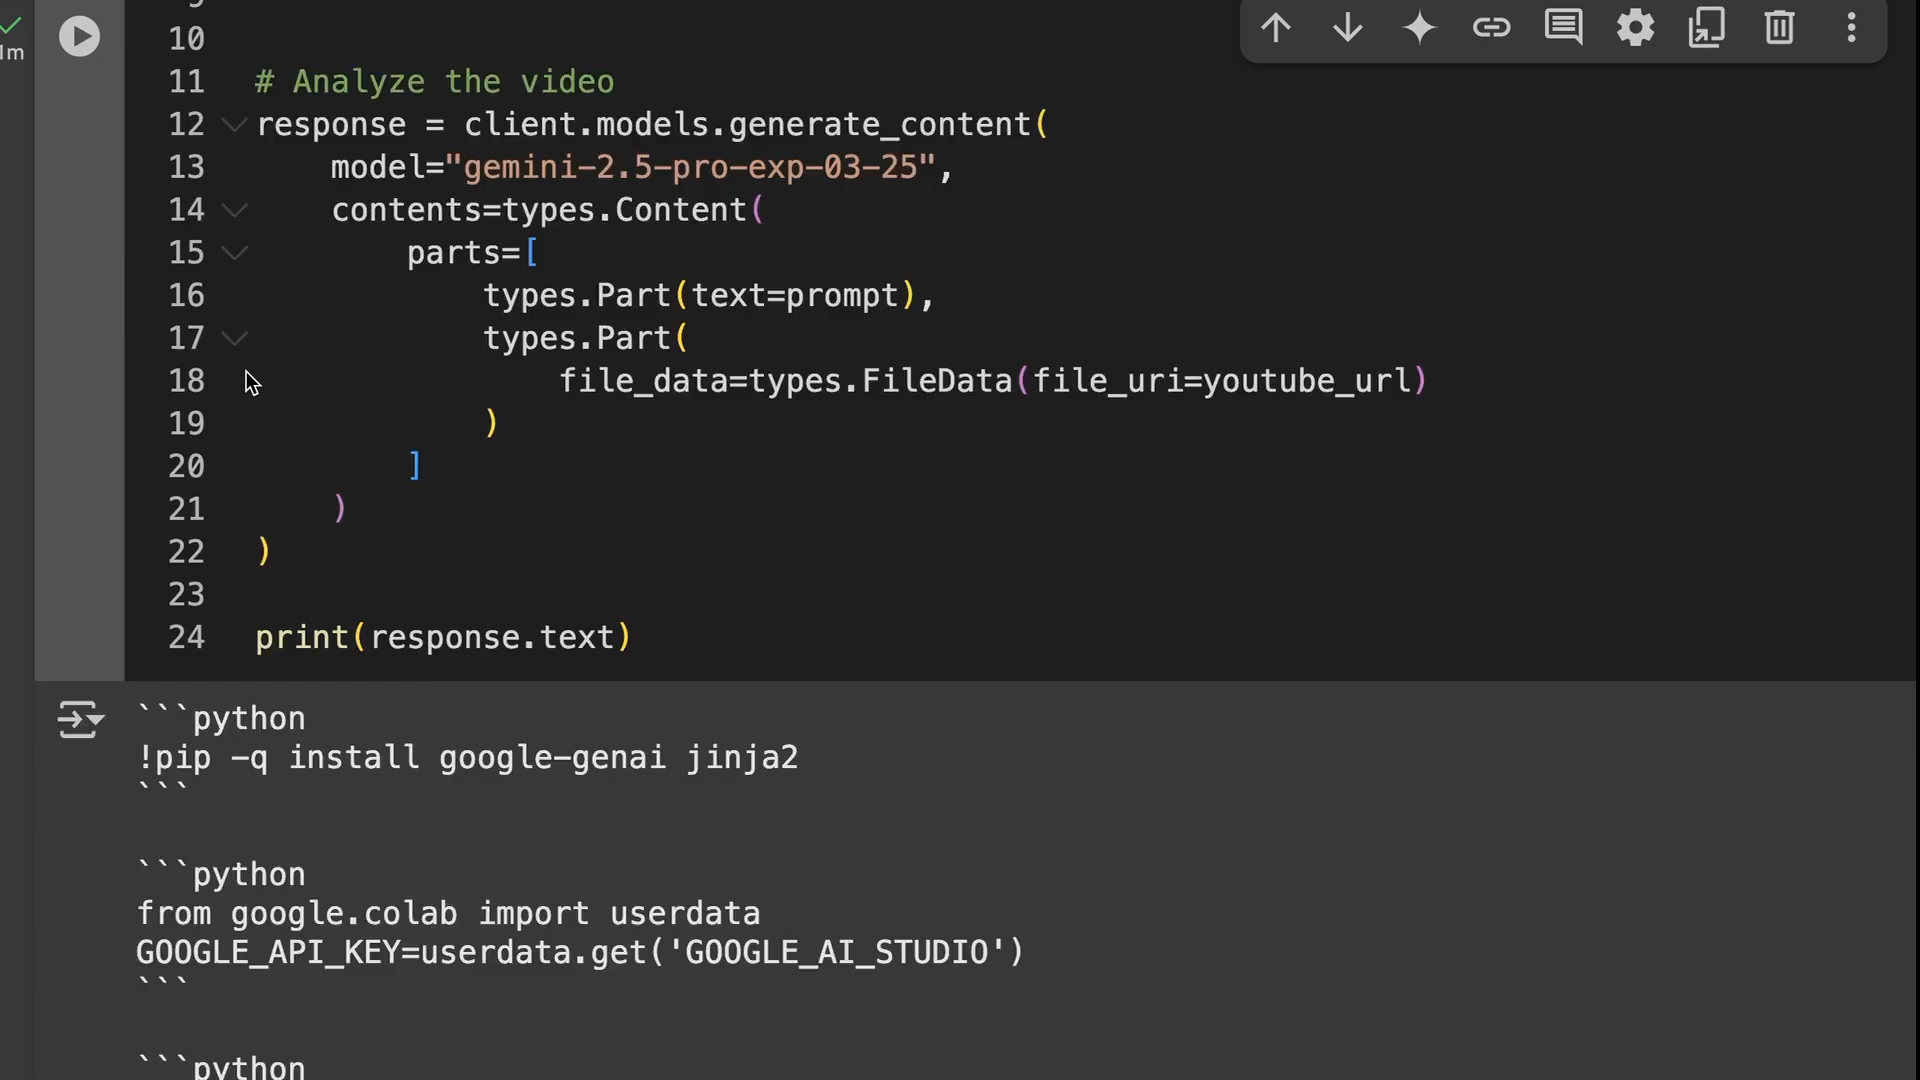 1m
9
10
11 # Analyze the video
12 response = client.models.generate_content(
13     model="gemini-2.5-pro-exp-03-25",
14     contents=types.Content(
15         parts=[
16             types.Part(text=prompt),
17             types.Part(
18                 file_data=types.FileData(file_uri=youtube_url)
19             )
20         ]
21     )
22 )
23
24 print(response.text)
```python
!pip -q install google-genai jinja2
```
```python
from google.colab import userdata
GOOGLE_API_KEY=userdata.get('GOOGLE_AI_STUDIO')
```
```python